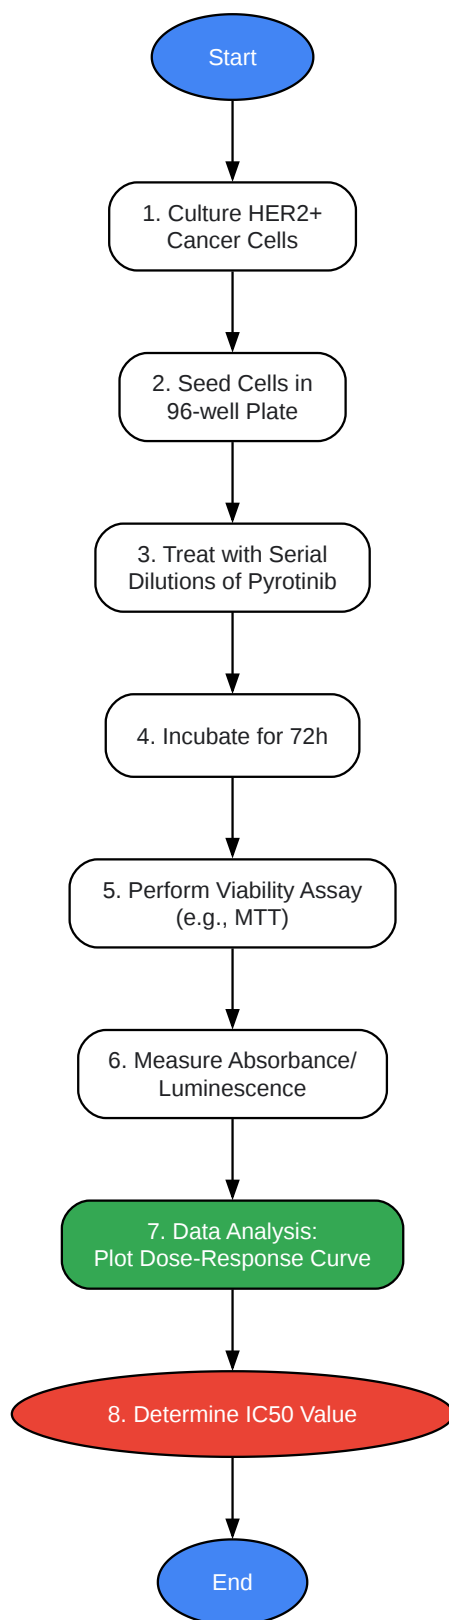 Start
1. Culture HER2+
Cancer Cells
2. Seed Cells in
96-well Plate
3. Treat with Serial
Dilutions of Pyrotinib
4. Incubate for 72h
5. Perform Viability Assay
(e.g., MTT)
6. Measure Absorbance/
Luminescence
7. Data Analysis:
Plot Dose-Response Curve
8. Determine IC50 Value
End